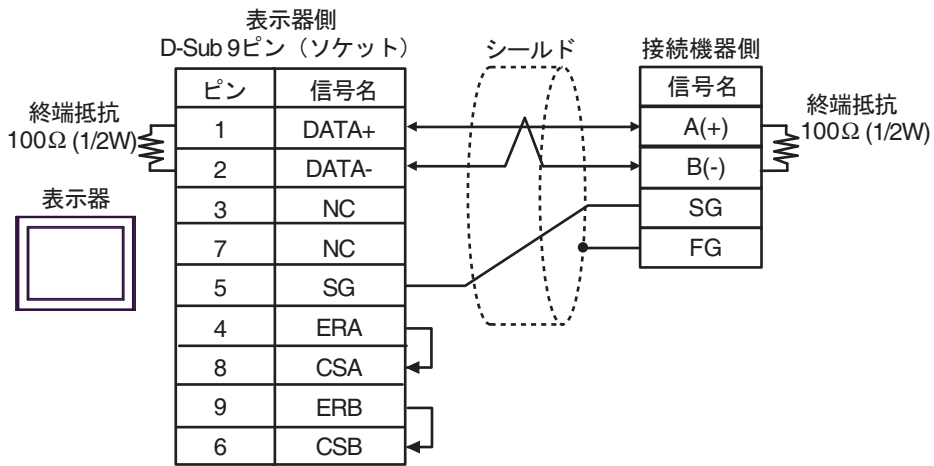 表示器側
D-Sub 9ピン（ソケット）
シールド
接続機器側
ピン 信号名
信号名
終端抵抗
100Ω (1/2W)
1 DATA+
A(+)
終端抵抗
100Ω (1/2W)
2 DATA-
B(-)
表示器
3 NC
SG
7 NC
FG
5 SG
4 ERA
8 CSA
9 ERB
6 CSB